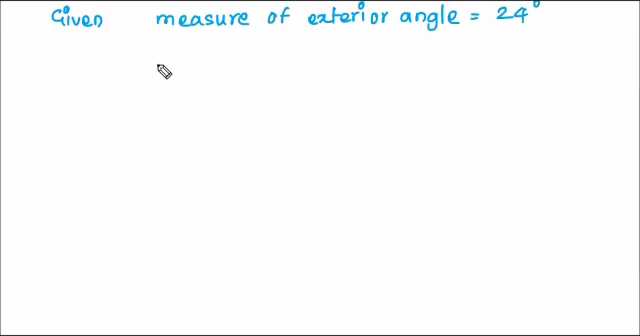 Given measure of exterior angle = 24°